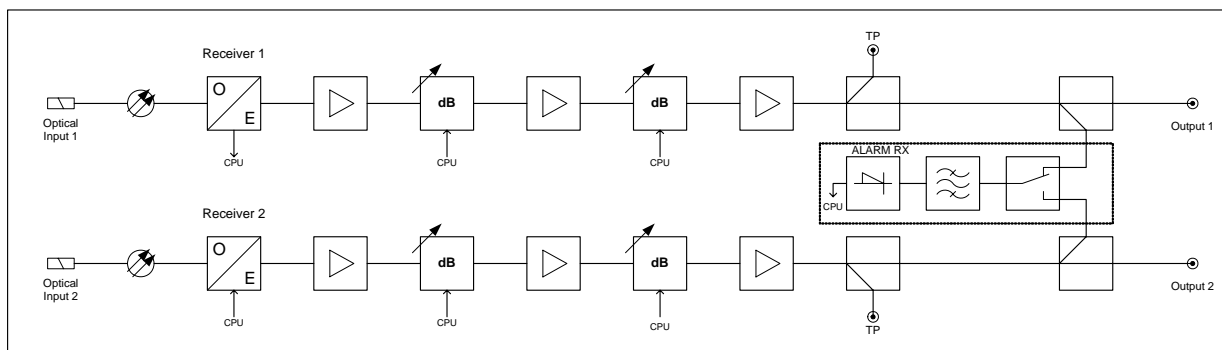 TP
Receiver 1
O
E
dB
dB
Optical
Input 1
Output 1
CPU
CPU
CPU
ALARM RX
CPU
Receiver 2
O
E
dB
dB
Optical
Input 2
Output 2
CPU
CPU
CPU
TP